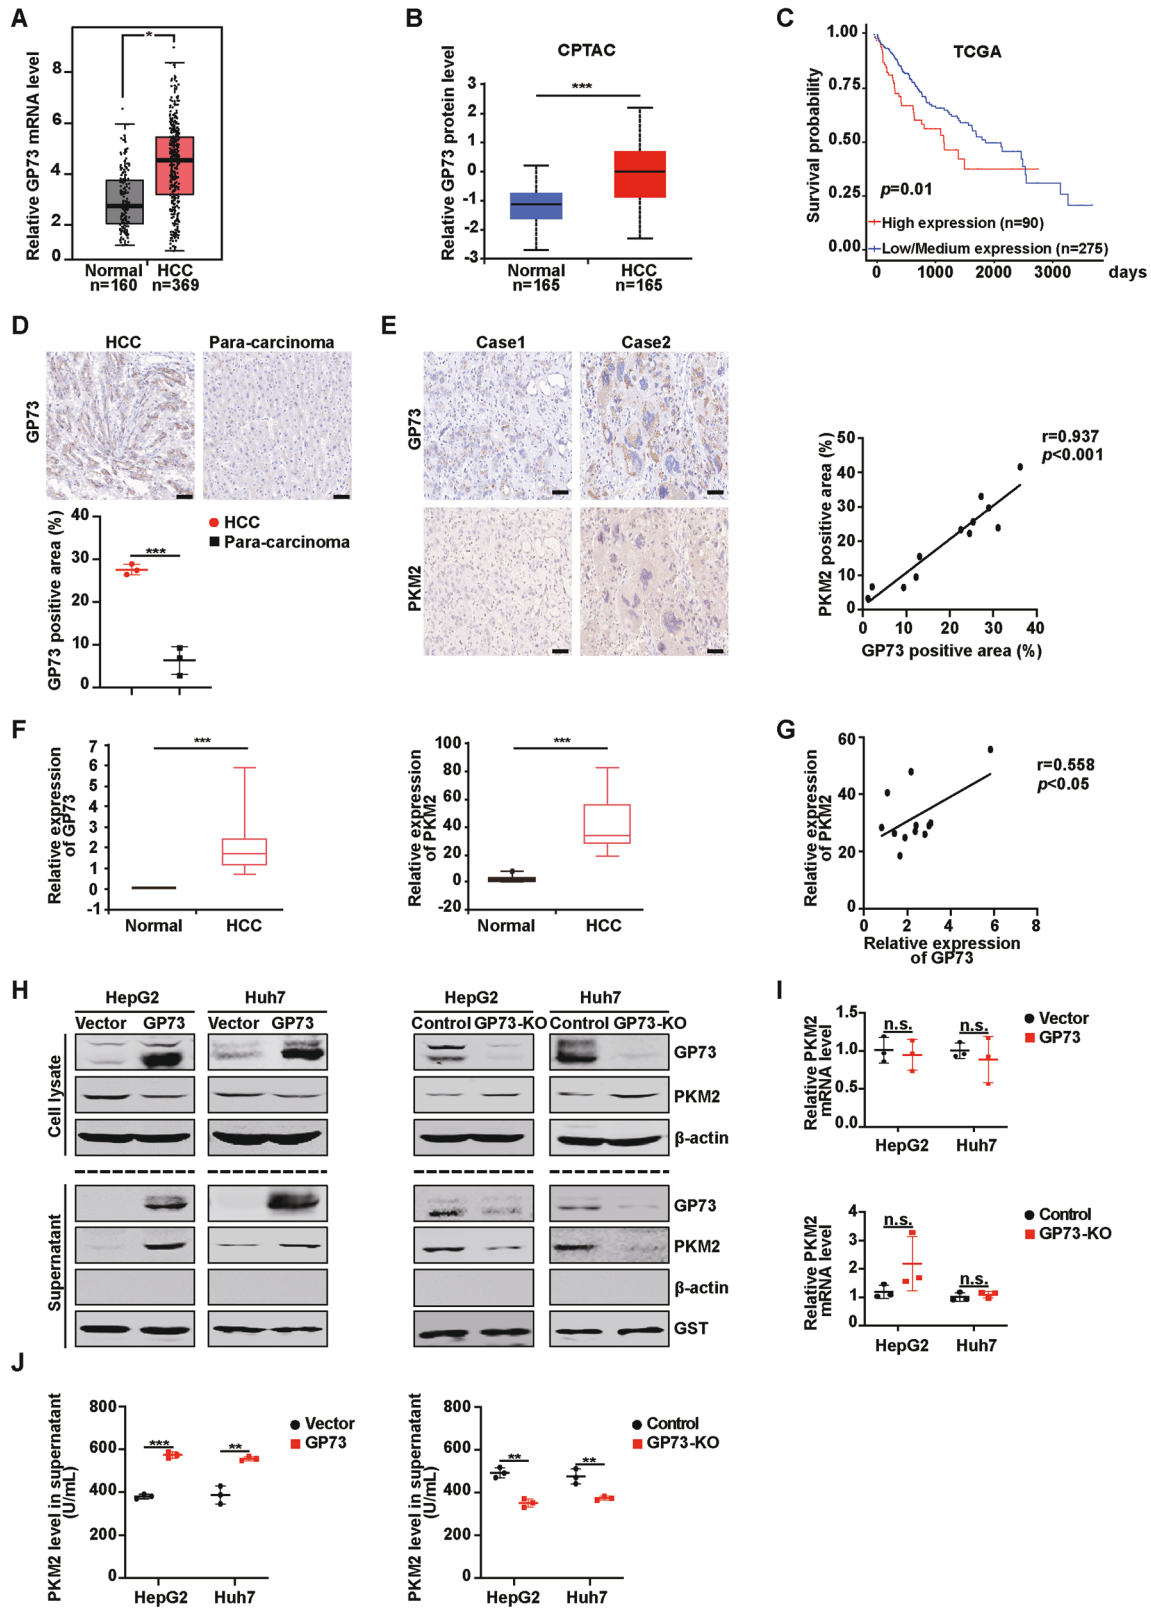 A
Relative GP73 mRNA level
*
8
6
4
2
0
Normal
n=160
HCC
n=369
B
CPTAC
Relative GP73 protein level
***
3
2
1
0
-1
-2
-3
Normal
n=165
HCC
n=165
C
TCGA
Survival probability
1.00
0.75
0.50
0.25
0.00
p=0.01
High expression (n=90)
Low/Medium expression (n=275)
0 1000 2000 3000 days
D
HCC Para-carcinoma
GP73
GP73 positive area (%)
40
30
20
10
0
***
HCC
Para-carcinoma
E
Case1 Case2
GP73
PKM2
PKM2 positive area (%)
50
40
30
20
10
0
r=0.937
p<0.001
0 10 20 30 40
GP73 positive area (%)
F
Relative expression
of GP73
7
6
5
4
3
2
1
0
-1
***
Normal HCC
Relative expression
of PKM2
100
80
60
40
20
0
-20
***
Normal HCC
G
Relative expression
of PKM2
60
40
20
0
r=0.558
p<0.05
0 2 4 6 8
Relative expression
of GP73
H
HepG2 Huh7 HepG2 Huh7
Vector GP73 Vector GP73 Control GP73-KO Control GP73-KO
Cell lysate
GP73
PKM2
β-actin
Supernatant
GP73
PKM2
β-actin
GST
I
Relative PKM2
mRNA level
1.5
1.0
0.5
0.0
n.s. n.s.
Vector
GP73
HepG2 Huh7
Relative PKM2
mRNA level
4
3
2
1
0
n.s.
n.s.
Control
GP73-KO
HepG2 Huh7
J
PKM2 level in supernatant
(U/mL)
800
600
400
200
0
*** **
Vector
GP73
HepG2 Huh7
PKM2 level in supernatant
(U/mL)
800
600
400
200
0
** **
Control
GP73-KO
HepG2 Huh7